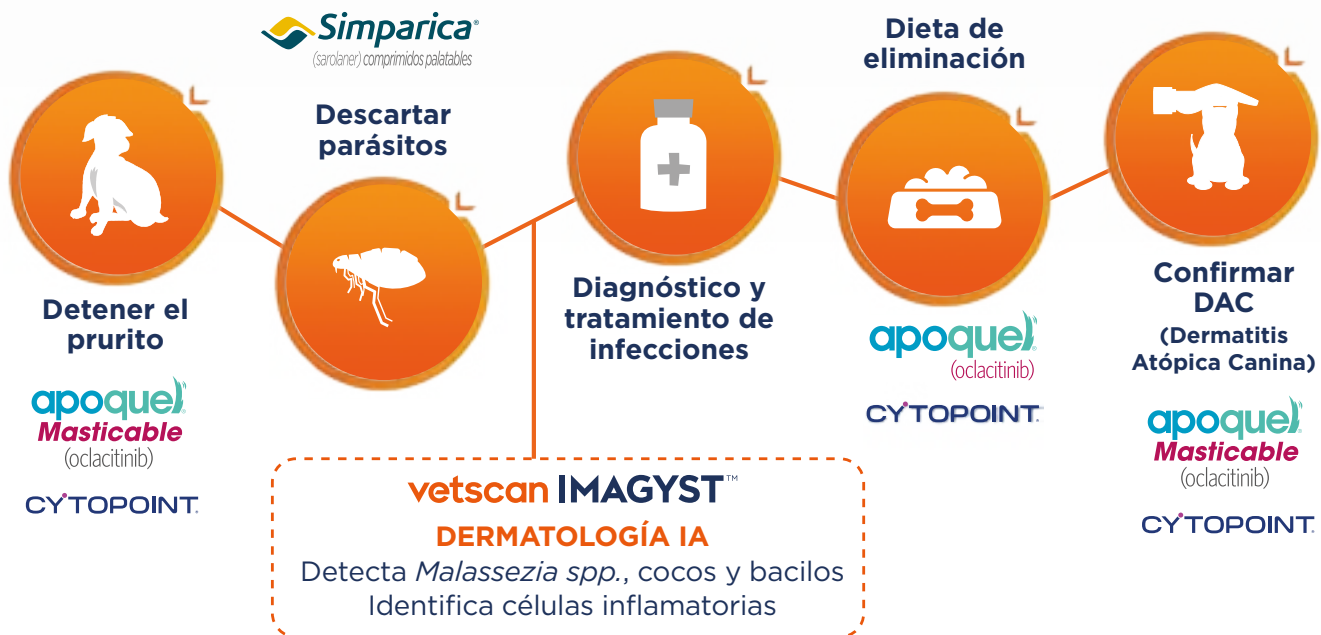 Detener el
prurito
apoquel
Masticable
(oclacitinib)
CYTOPOINT.
Simparica®
(sarolaner) comprimidos palatables
Descartar
parásitos
vetscan IMAGYST™
DERMATOLOGÍA IA
Detecta Malassezia spp., cocos y bacilos
Identifica células inflamatorias
Diagnóstico y
tratamiento de
infecciones
Dieta de
eliminación
apoquel
(oclacitinib)
CYTOPOINT.
Confirmar
DAC
(Dermatitis
Atópica Canina)
apoquel
Masticable
(oclacitinib)
CYTOPOINT.